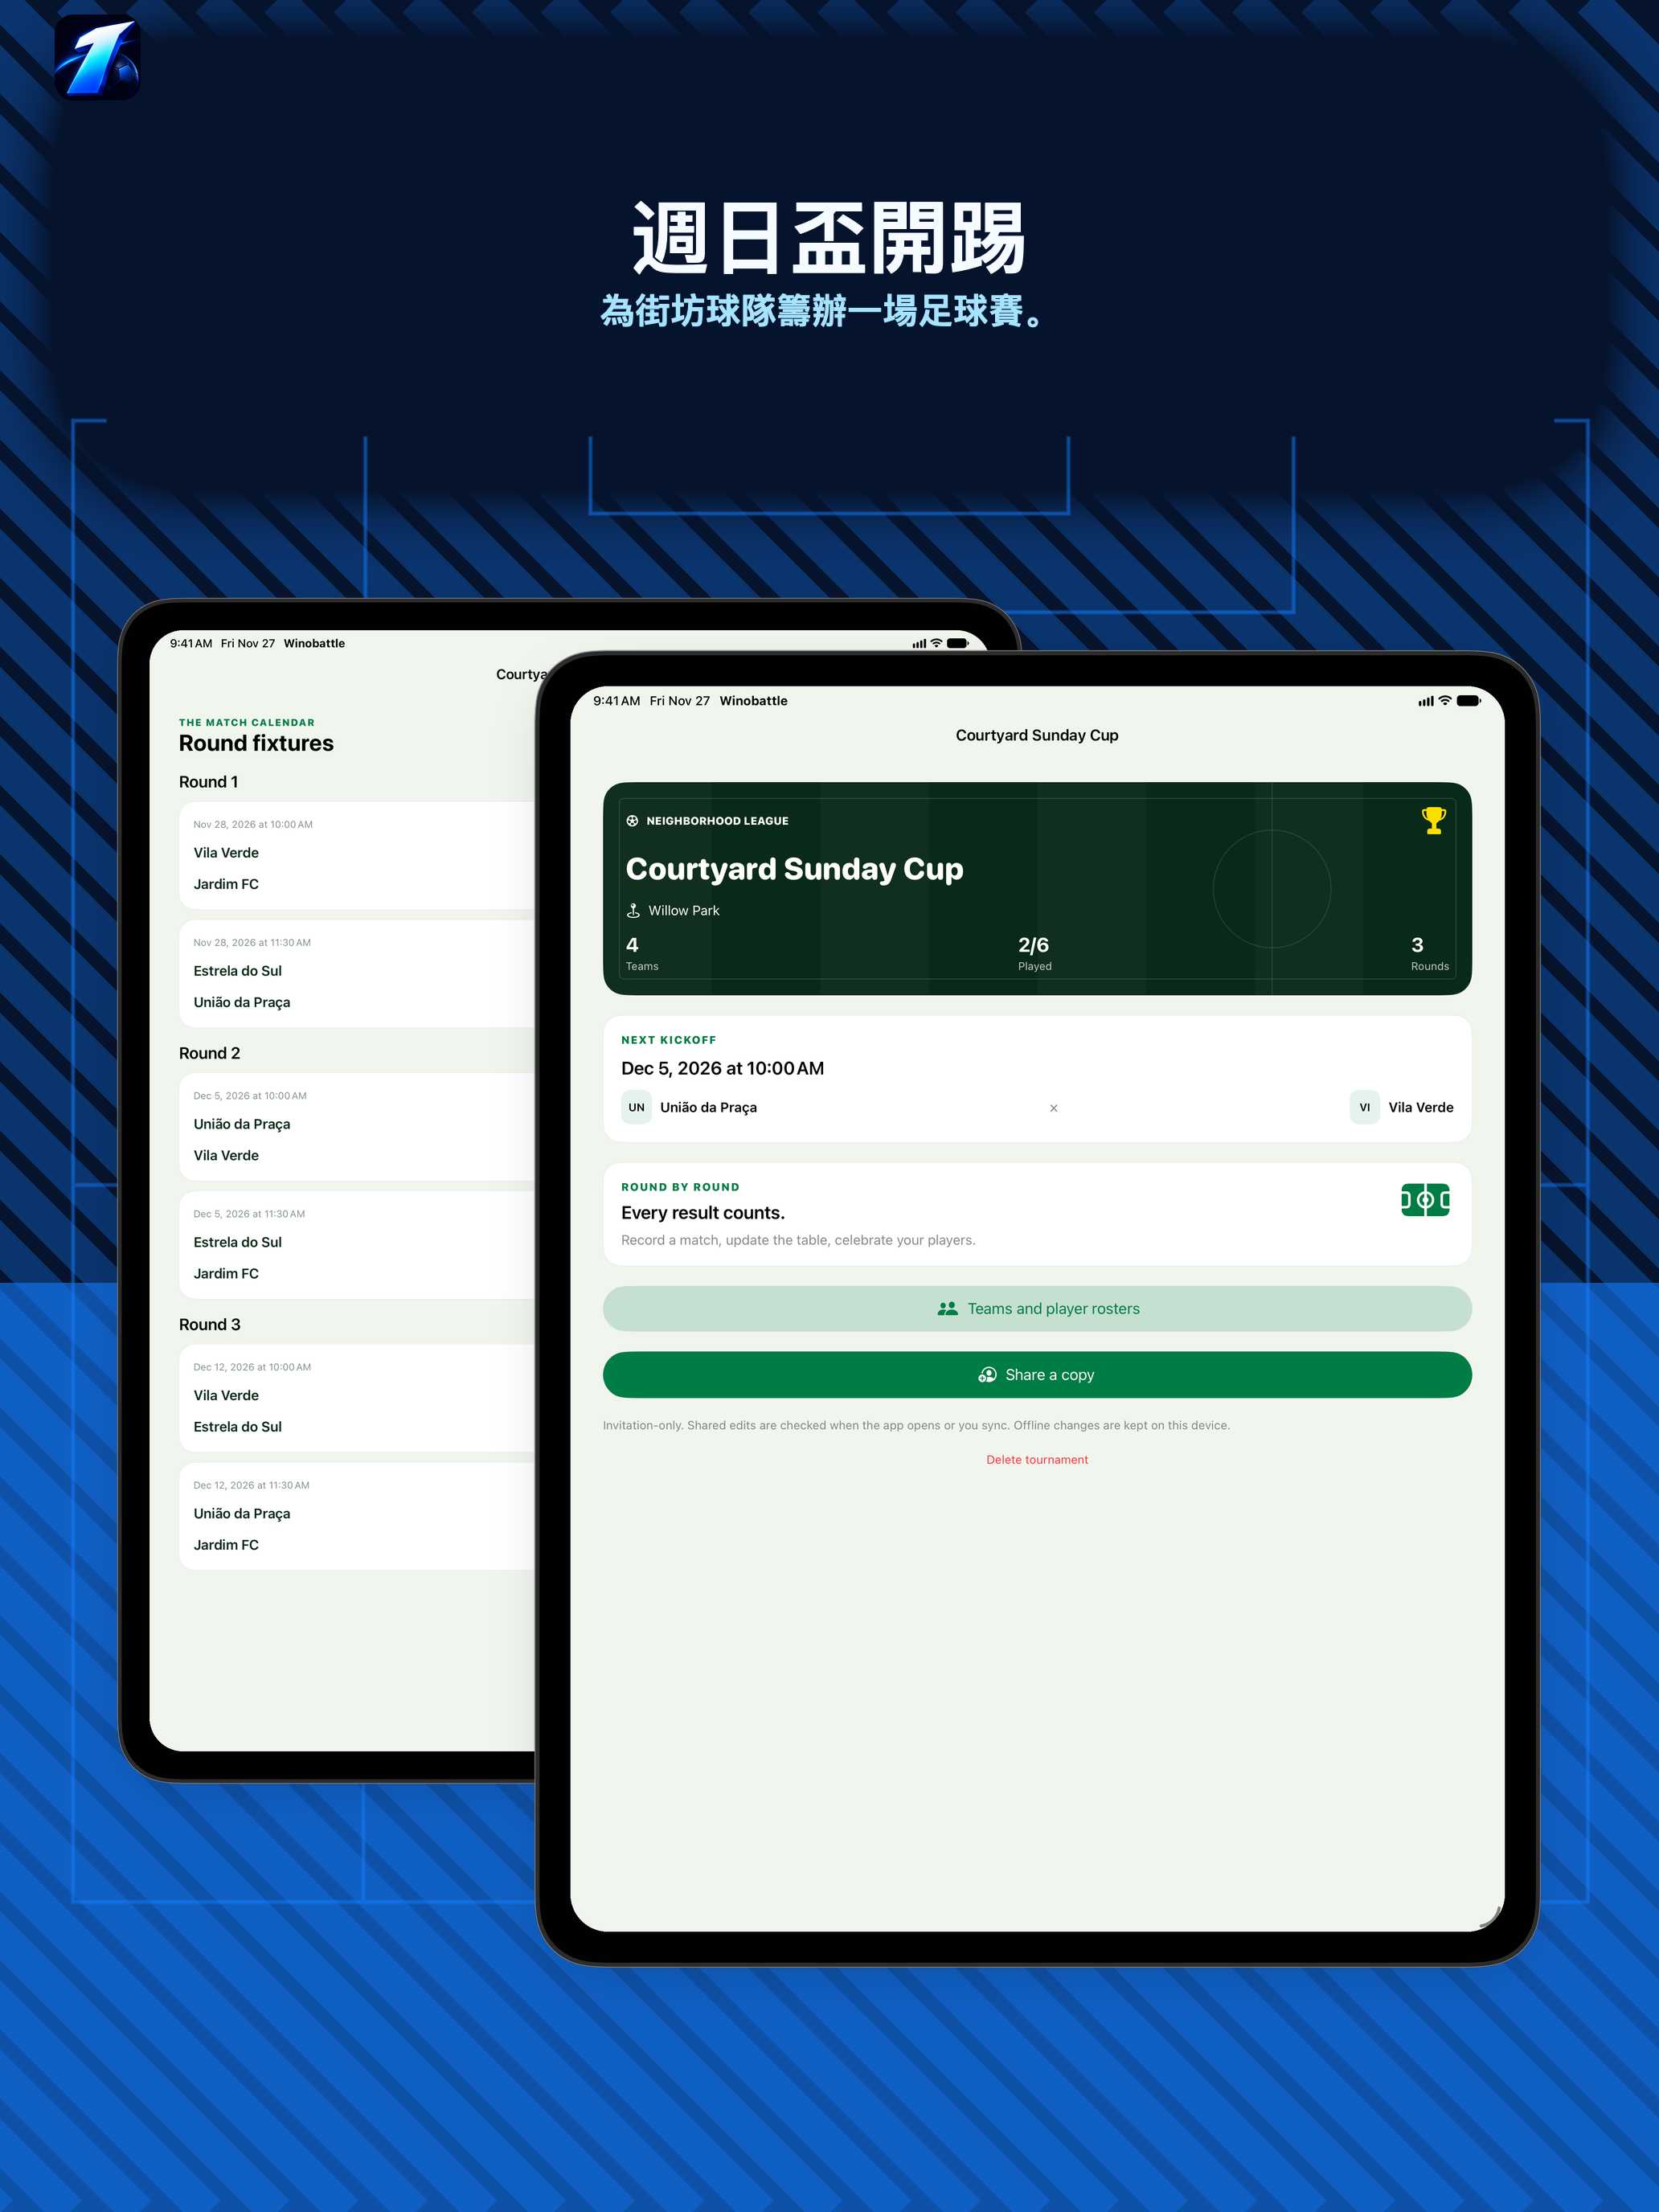 週日盃開踢
為街坊球隊籌辦一場足球賽。
9:41 AM Fri Nov 27 Winobattle
Courtya
THE MATCH CALENDAR
Round fixtures
Round 1
Nov 28, 2026 at 10:00 AM
Vila Verde
Jardim FC
Nov 28, 2026 at 11:30 AM
Estrela do Sul
União da Praça
Round 2
Dec 5, 2026 at 10:00 AM
União da Praça
Vila Verde
Dec 5, 2026 at 11:30 AM
Estrela do Sul
Jardim FC
Round 3
Dec 12, 2026 at 10:00 AM
Vila Verde
Estrela do Sul
Dec 12, 2026 at 11:30 AM
União da Praça
Jardim FC
9:41 AM Fri Nov 27 Winobattle
Courtyard Sunday Cup
NEIGHBORHOOD LEAGUE
Courtyard Sunday Cup
Willow Park
4 2/6 3
Teams Played Rounds
NEXT KICKOFF
Dec 5, 2026 at 10:00 AM
UN União da Praça × VI Vila Verde
ROUND BY ROUND
Every result counts.
Record a match, update the table, celebrate your players.
Teams and player rosters
Share a copy
Invitation-only. Shared edits are checked when the app opens or you sync. Offline changes are kept on this device.
Delete tournament